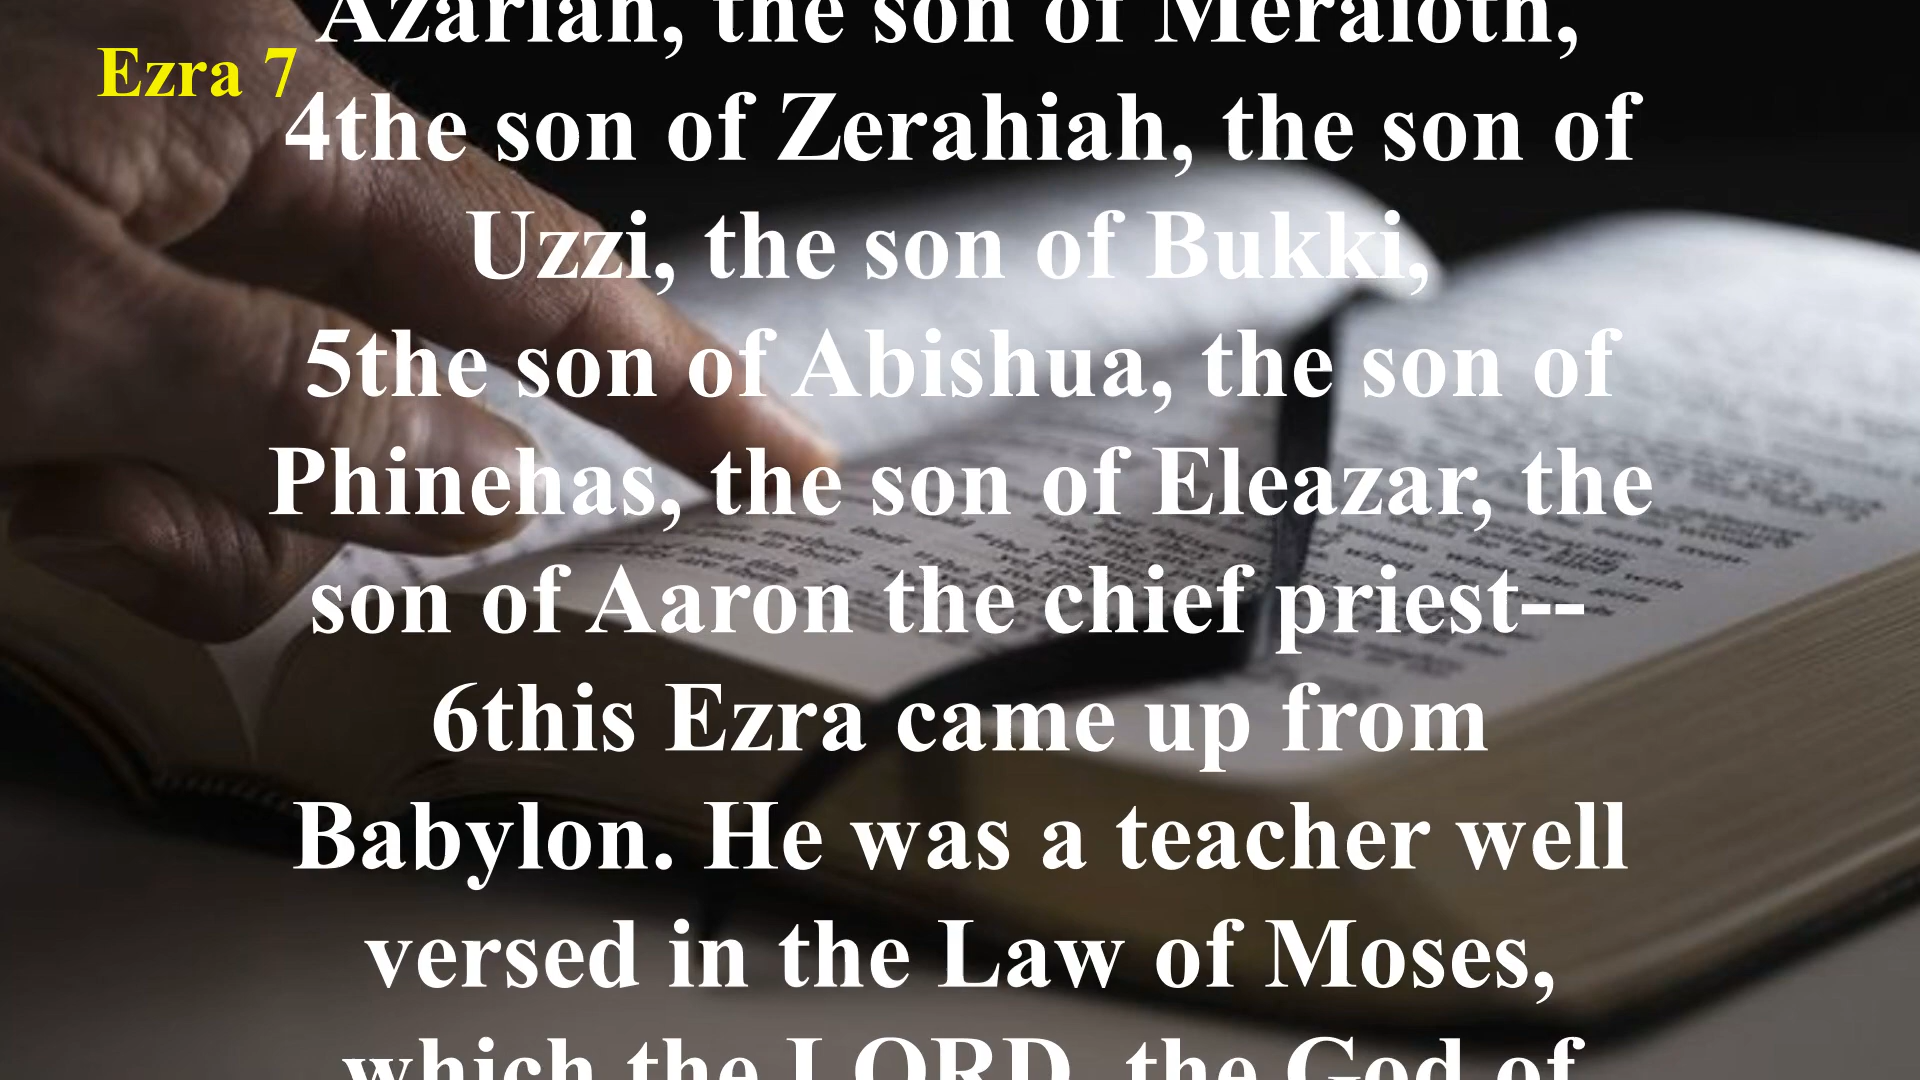 Azariah, the son of Meraioth,
Ezra 7
4the son of Zerahiah, the son of
Uzzi, the son of Bukki,
5the son of Abishua, the son of
Phinehas, the son of Eleazar, the
son of Aaron the chief priest--
6this Ezra came up from
Babylon. He was a teacher well
versed in the Law of Moses,
which the LORD, the God of